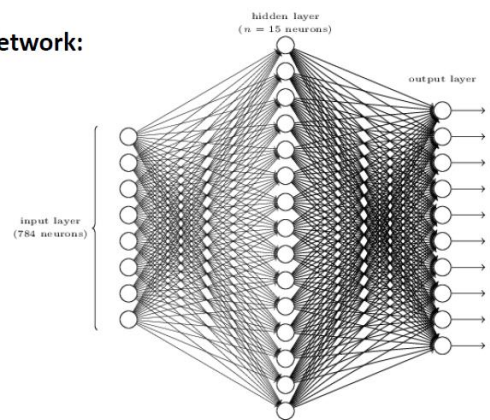 etwork:
hidden layer
(n = 15 neurons)
output layer
input layer
(784 neurons)